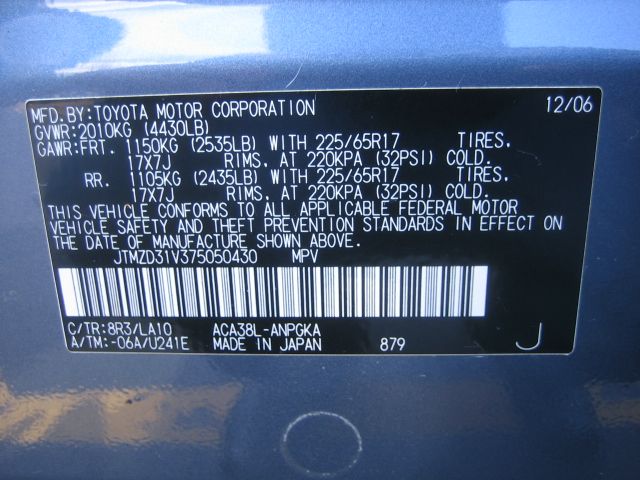 MFD.BY:TOYOTA MOTOR CORPORATION 12/06
GVWR:2010KG (4430LB)
GAWR:FRT. 1150KG (2535LB) WITH 225/65R17 TIRES.
17X7J RIMS. AT 220KPA (32PSI) COLD.
RR. 1105KG (2435LB) WITH 225/65R17 TIRES.
17X7J RIMS. AT 220KPA (32PSI) COLD.
THIS VEHICLE CONFORMS TO ALL APPLICABLE FEDERAL MOTOR
VEHICLE SAFETY AND THEFT PREVENTION STANDARDS IN EFFECT ON
THE DATE OF MANUFACTURE SHOWN ABOVE.
JTMZD31V375050430 MPV
C/TR:8R3/LA10 ACA38L-ANPGKA
A/TM:-06A/U241E MADE IN JAPAN 879 J